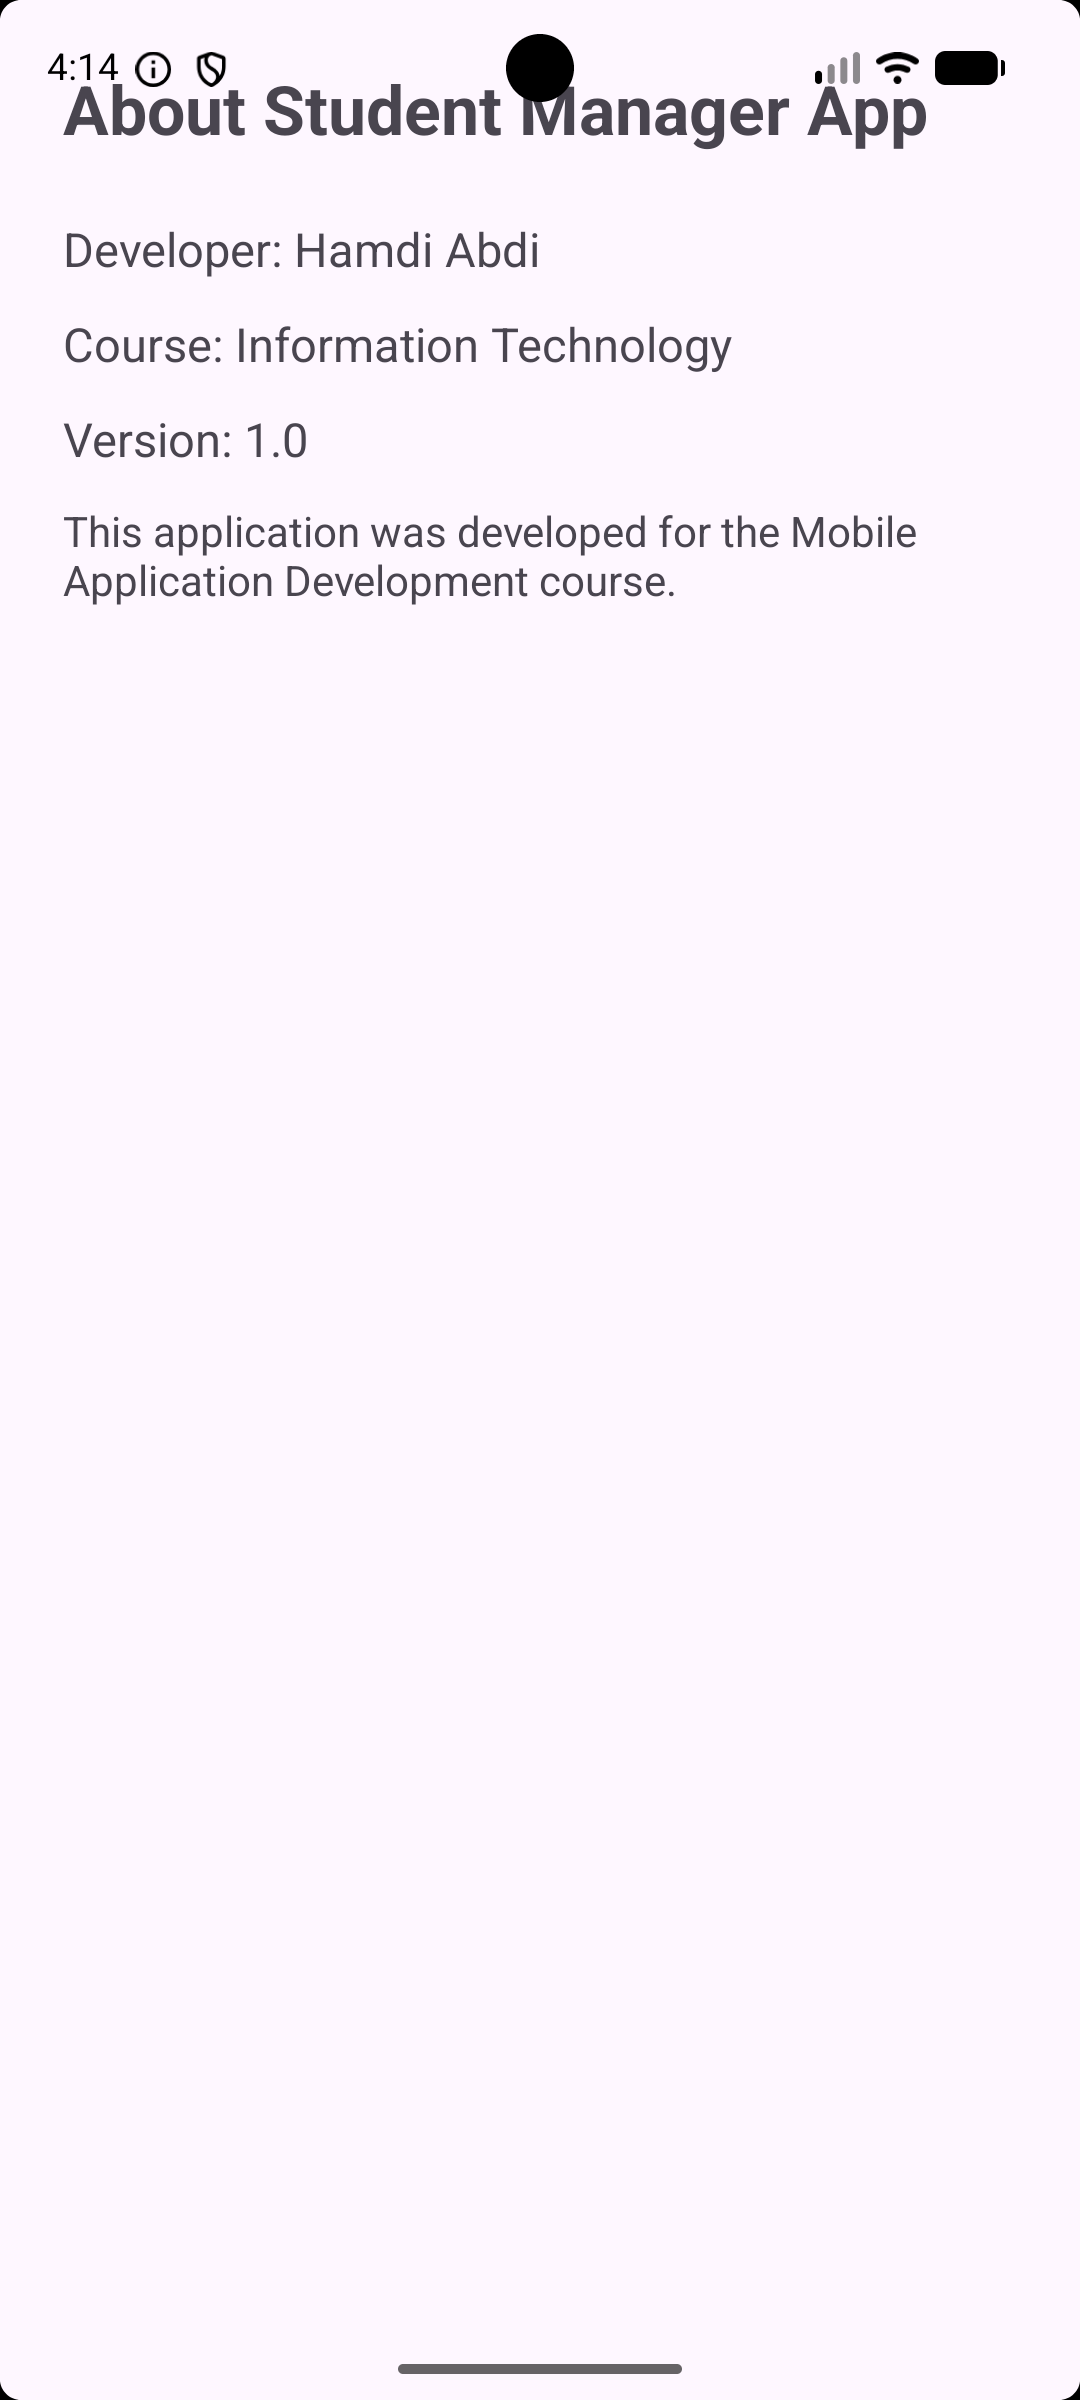 4:14
About Student Manager App
Developer: Hamdi Abdi
Course: Information Technology
Version: 1.0
This application was developed for the Mobile
Application Development course.